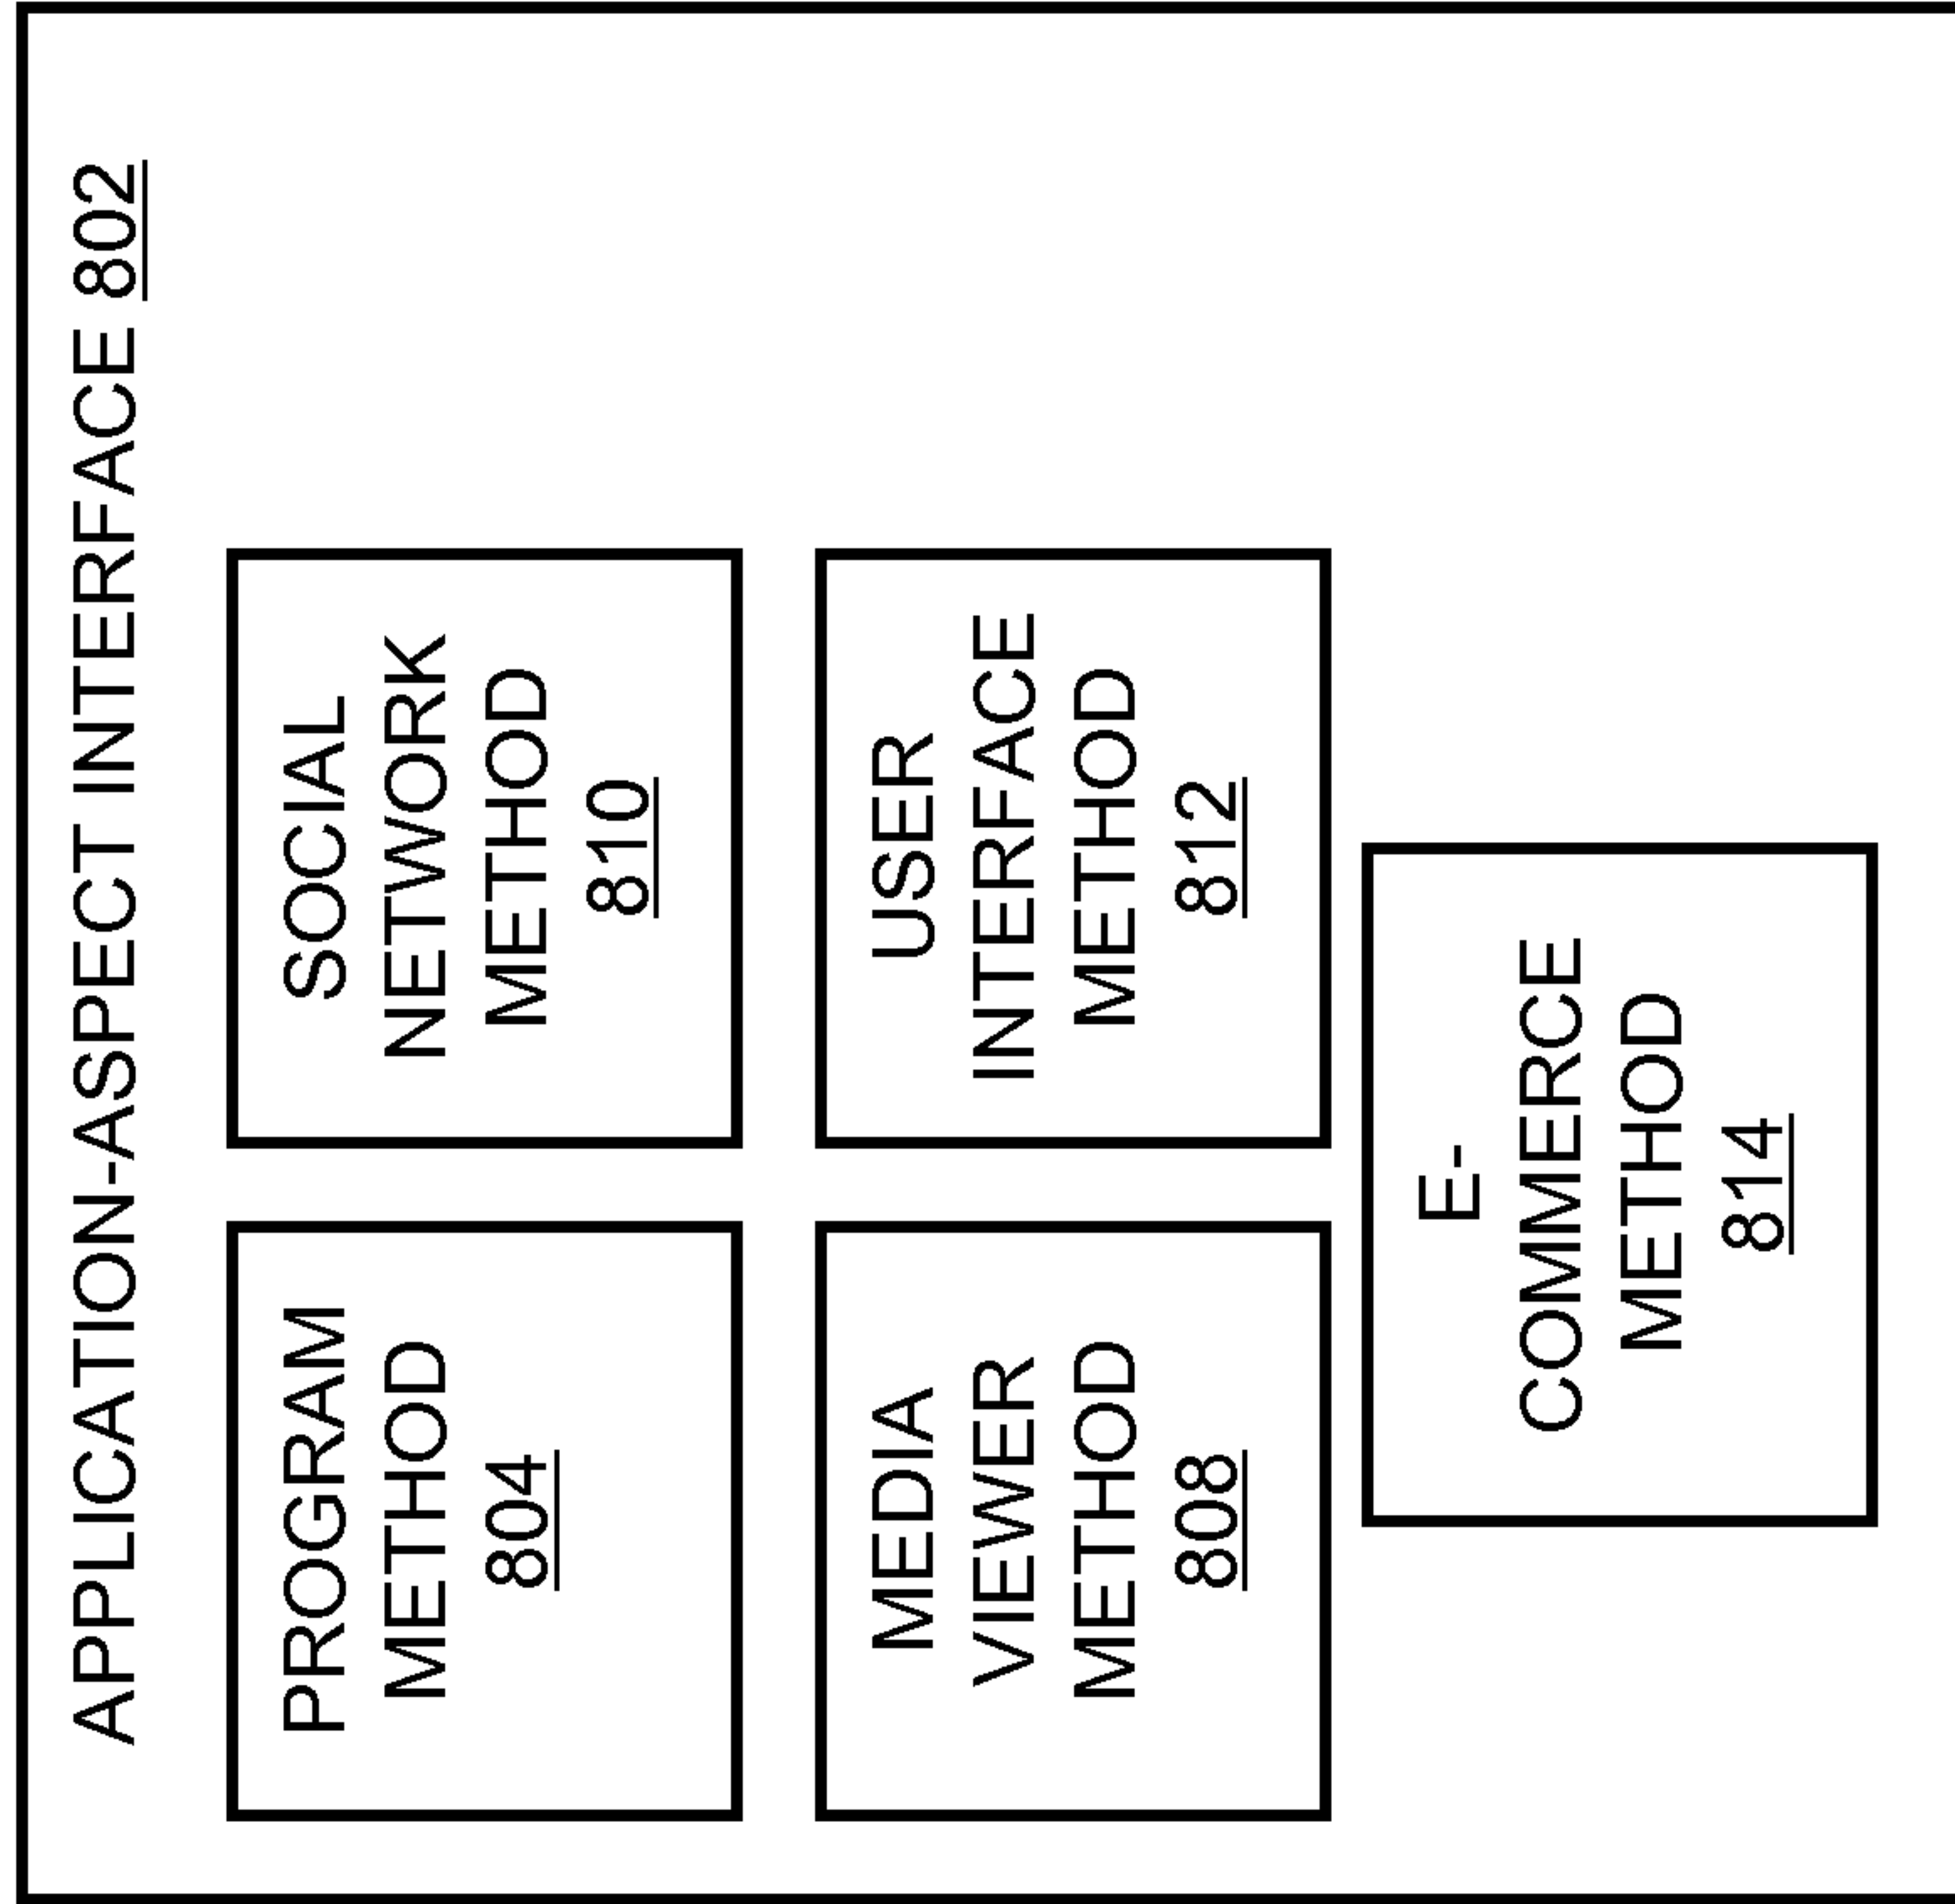 APPLICATION-ASPECT INTERFACE 802
PROGRAM
METHOD
804
SOCIAL
NETWORK
METHOD
810
MEDIA
VIEWER
METHOD
808
USER
INTERFACE
METHOD
812
E-
COMMERCE
METHOD
814